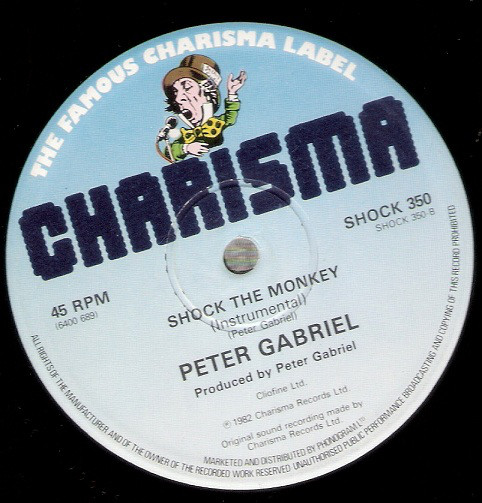 THE FAMOUS CHARISMA LABEL
CHARISMA
SHOCK 350
SHOCK 350-B
45 RPM
(6400 689)
SHOCK THE MONKEY
(Instrumental)
(Peter Gabriel)
PETER GABRIEL
Produced by Peter Gabriel
Cliofine Ltd.
℗ 1982 Charisma Records Ltd.
Original sound recording made by
Charisma Records Ltd.
MARKETED AND DISTRIBUTED BY PHONOGRAM LTD
ALL RIGHTS OF THE MANUFACTURER AND OF THE OWNER OF THE RECORDED WORK RESERVED UNAUTHORISED PUBLIC PERFORMANCE BROADCASTING AND COPYING OF THIS RECORD PROHIBITED